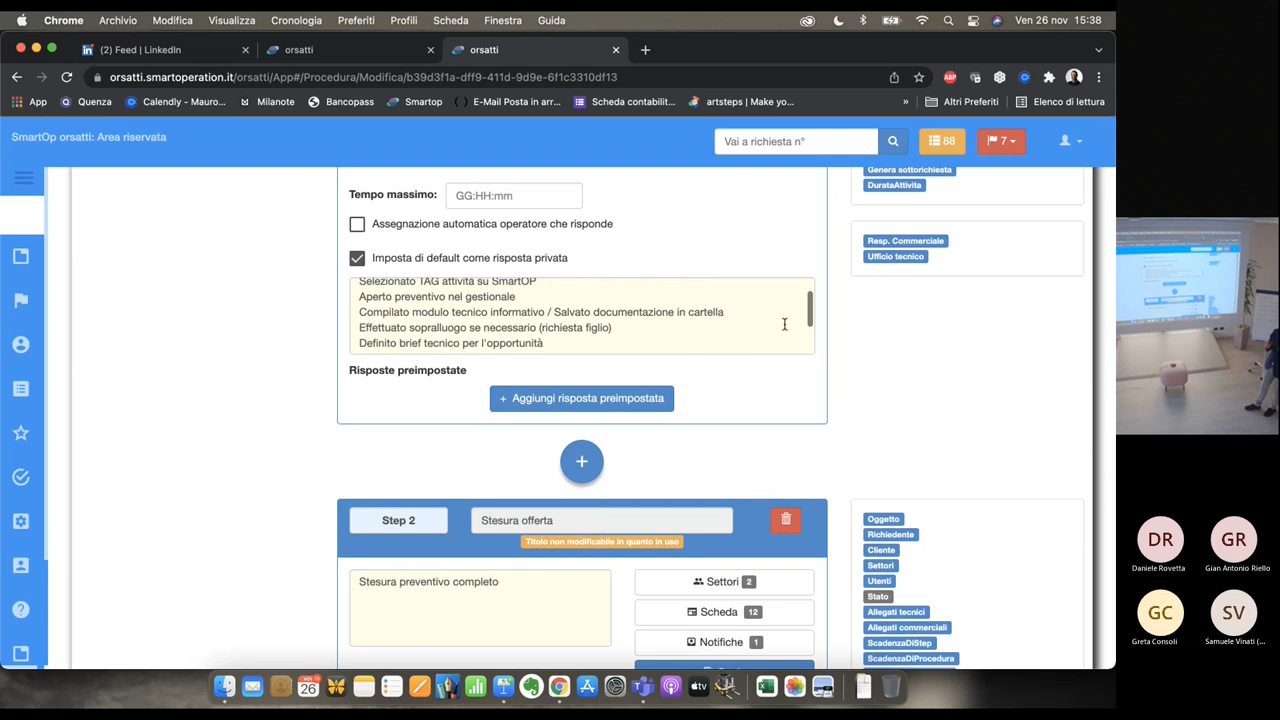 Chrome Archivio Modifica Visualizza Cronologia Preferiti Profili Scheda Finestra Guida Ven 26 nov 15:38
(2) Feed | LinkedIn orsatti orsatti
orsatti.smartoperation.it/orsatti/App#/Procedura/Modifica/b39d3f1a-dff9-411d-9d9e-6f1c3310df13
App Quenza Calendly - Mauro... Milanote Bancopass Smartop E-Mail Posta in arr... Scheda contabilit... artsteps | Make yo... » Altri Preferiti Elenco di lettura
SmartOp orsatti: Area riservata
Vai a richiesta n° 88 7
Genera sottorichiesta
DurataAttivita
Tempo massimo: GG:HH:mm
Assegnazione automatica operatore che risponde
Imposta di default come risposta privata
Resp. Commerciale
Ufficio tecnico
Selezionato TAG attività su SmartOP
Aperto preventivo nel gestionale
Compilato modulo tecnico informativo / Salvato documentazione in cartella
Effettuato sopralluogo se necessario (richiesta figlio)
Definito brief tecnico per l'opportunità
Risposte preimpostate
+ Aggiungi risposta preimpostata
+
Step 2 Stesura offerta
Titolo non modificabile in quanto in uso
Stesura preventivo completo
Settori 2
Scheda 12
Notifiche 1
Oggetto
Richiedente
Cliente
Settori
Utenti
Stato
Allegati tecnici
Allegati commerciali
ScadenzaDiStep
ScadenzaDiProcedura
DR GR
Daniele Rovetta Gian Antonio Riello
GC SV
Greta Consoli Samuele Vinati (...
NOV
26
tv